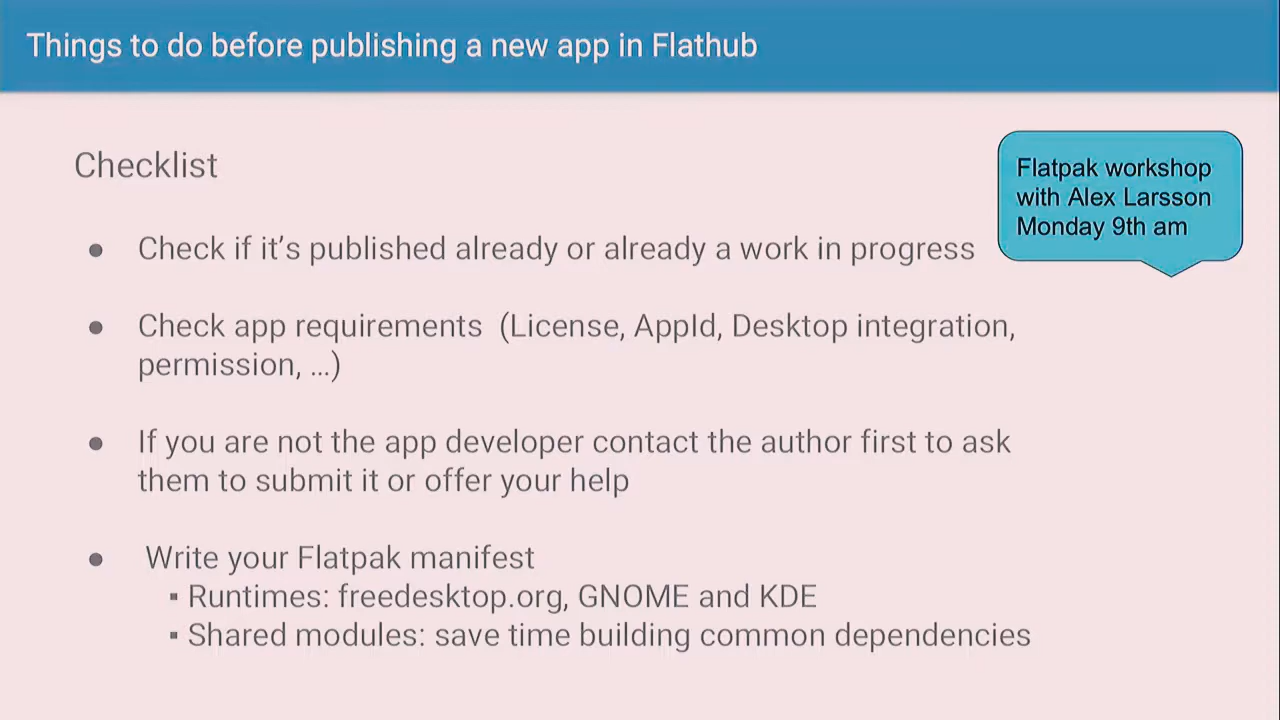 Things to do before publishing a new app in Flathub
Checklist
Flatpak workshop
with Alex Larsson
Monday 9th am
● Check if it's published already or already a work in progress
● Check app requirements (License, AppId, Desktop integration,
permission, ...)
● If you are not the app developer contact the author first to ask
them to submit it or offer your help
● Write your Flatpak manifest
▪ Runtimes: freedesktop.org, GNOME and KDE
▪ Shared modules: save time building common dependencies